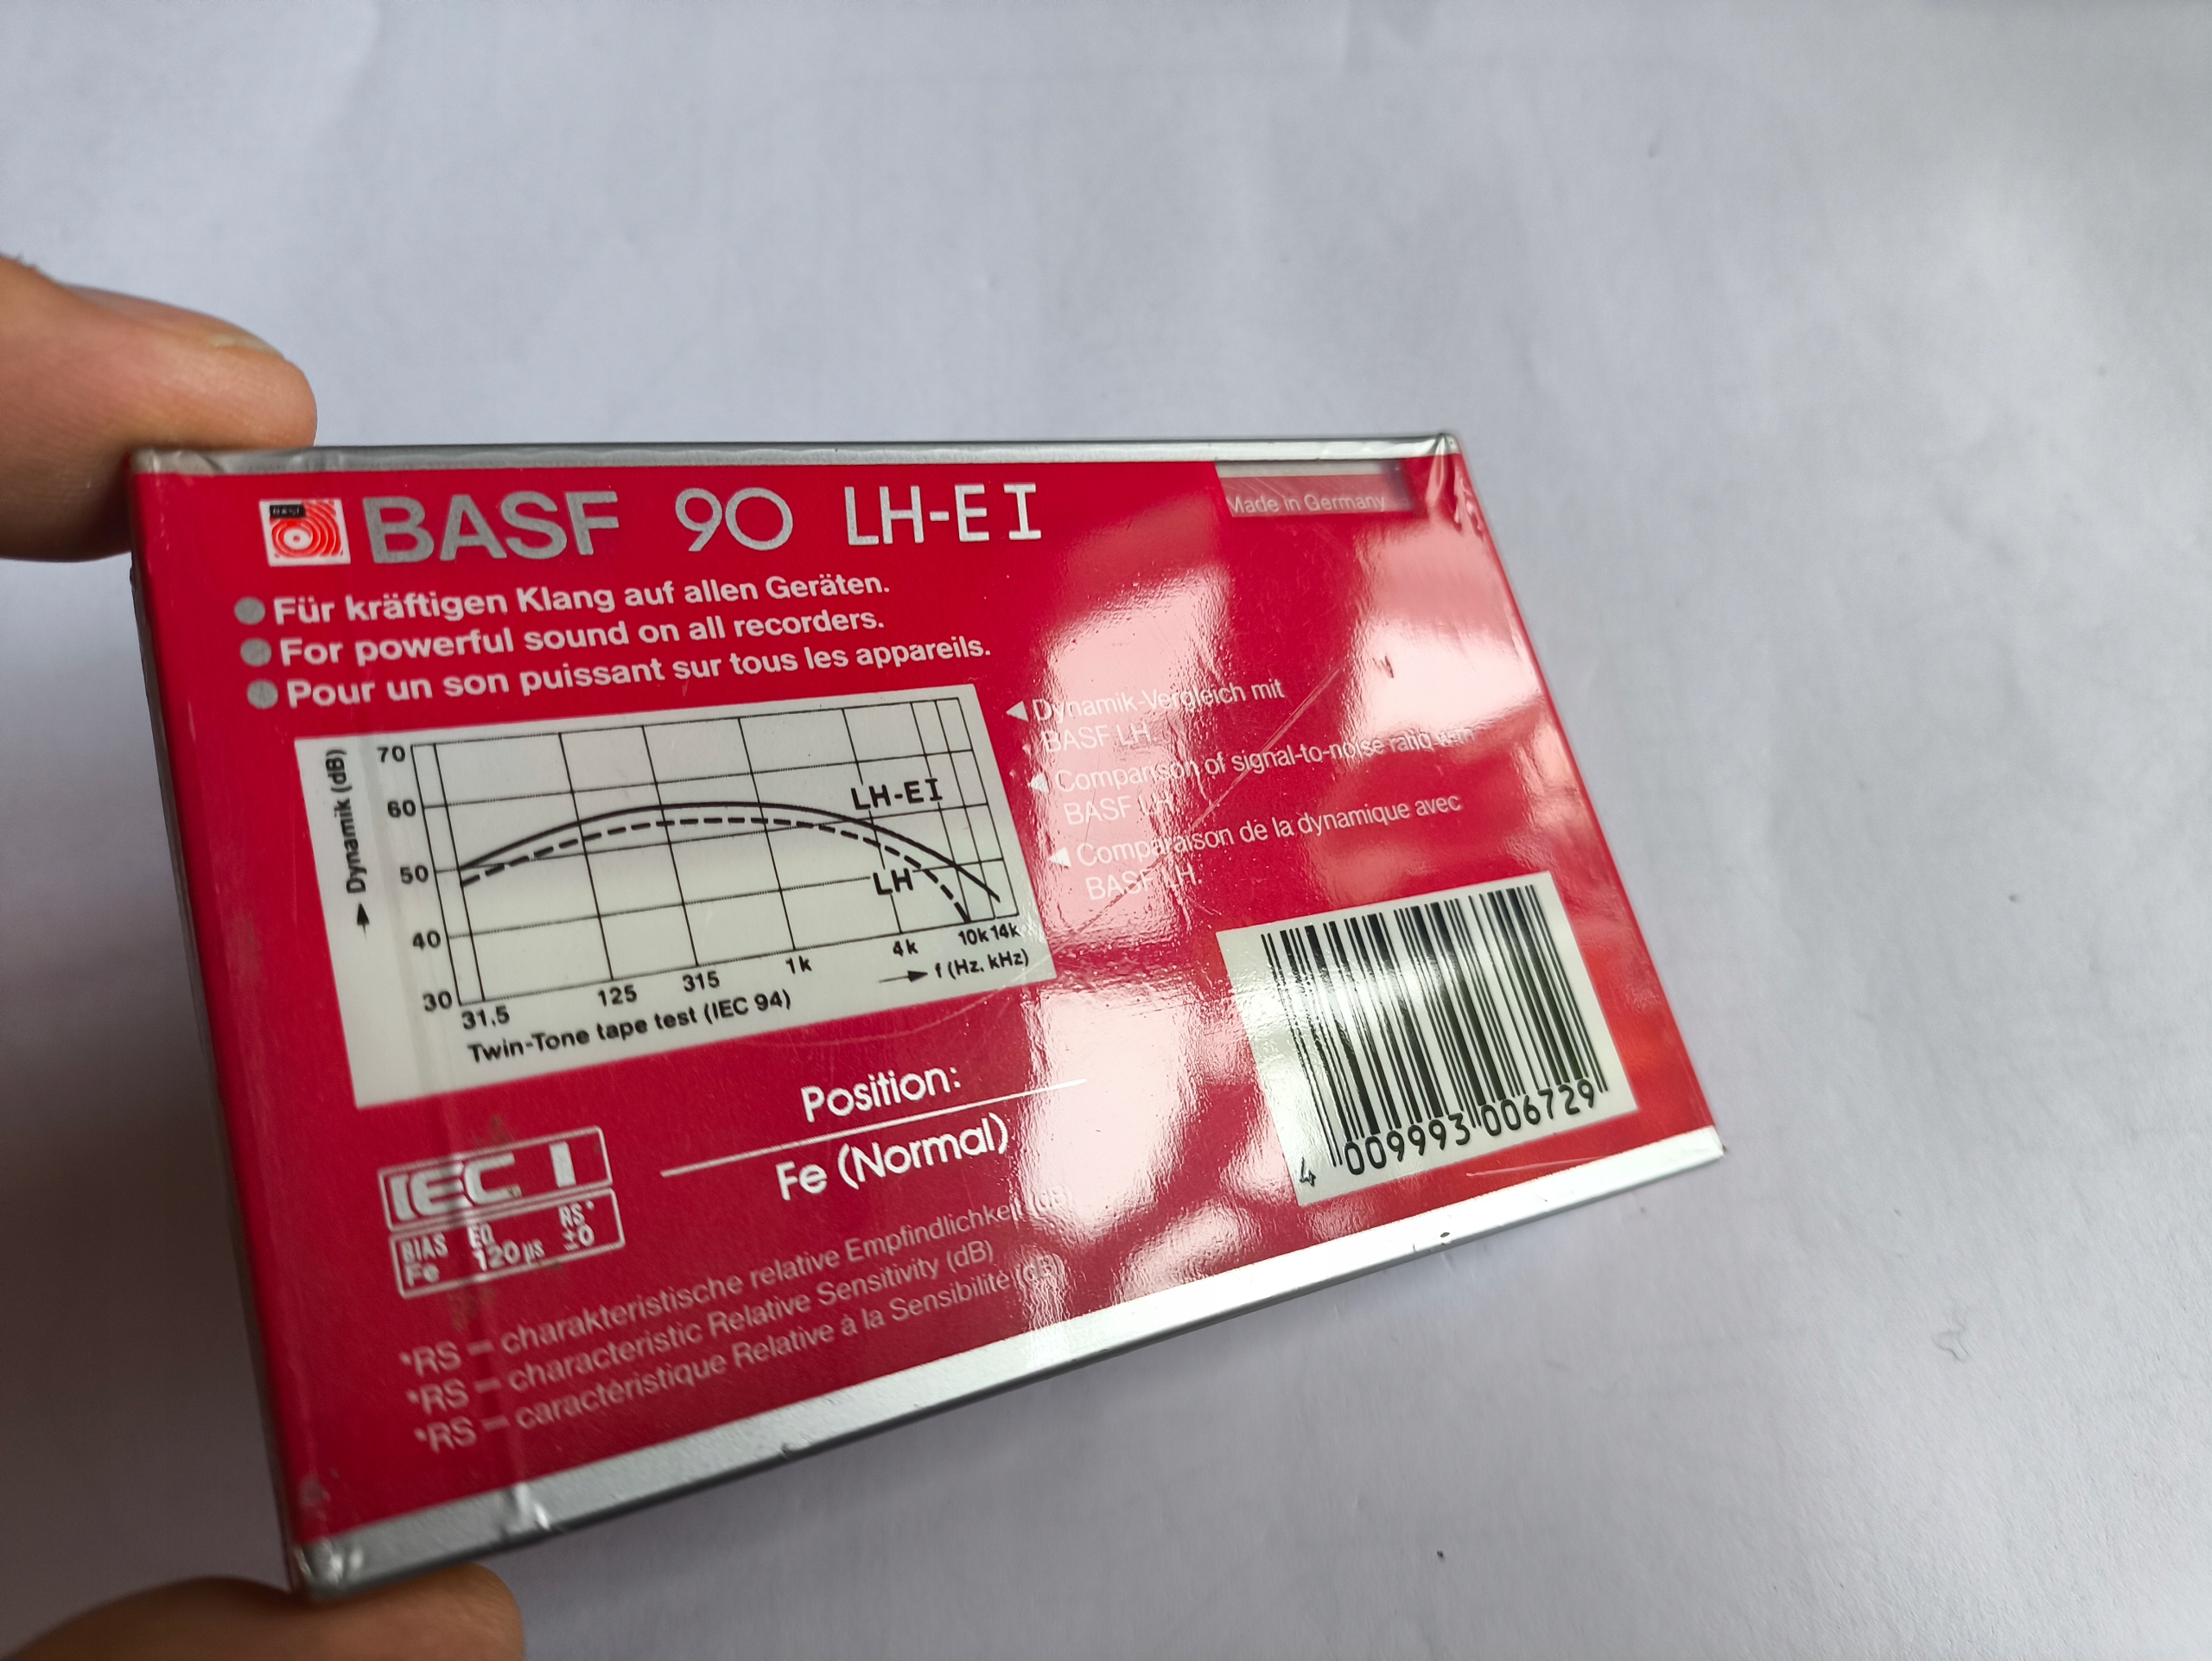 BASF 90 LH-E I
Made in Germany
Für kräftigen Klang auf allen Geräten.
For powerful sound on all recorders.
Pour un son puissant sur tous les appareils.
Dynamik (dB)
70
60
50
40
30
LH-E I
LH
31,5 125 315 1k 4k 10k 14k
f (Hz, kHz)
Twin-Tone tape test (IEC 94)
Dynamik-Vergleich mit
BASF LH.
Comparison of signal-to-noise ratio with
BASF LH.
Comparaison de la dynamique avec
BASF LH.
Position:
Fe (Normal)
4 009993 006729
IEC I
BIAS EQ RS*
Fe 120 µs ±0
*RS = charakteristische relative Empfindlichkeit (dB)
*RS = characteristic Relative Sensitivity (dB)
*RS = caractéristique Relative à la Sensibilité (dB)